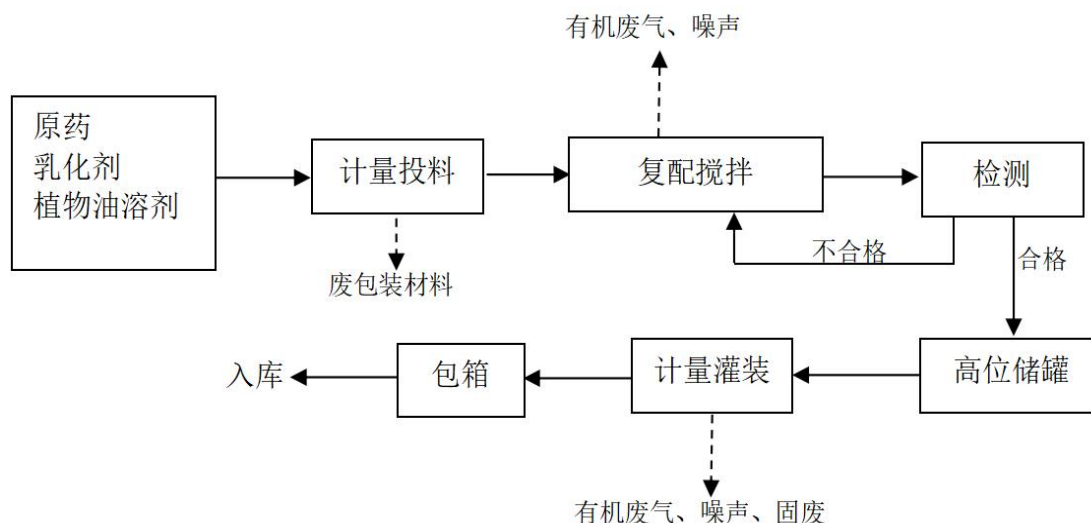 有机废气、噪声
原药
乳化剂
植物油溶剂
计量投料
复配搅拌
检测
不合格
合格
废包装材料
入库
包箱
计量灌装
高位储罐
有机废气、噪声、固废